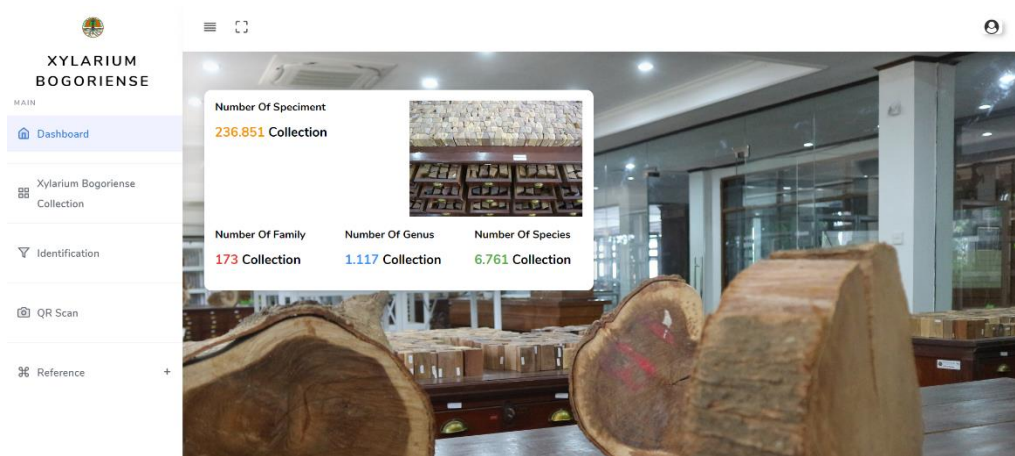 XYLARIUM
BOGORIENSE
MAIN
Dashboard
Xylarium Bogoriense
Collection
Identification
QR Scan
Reference +
Number Of Speciment
236.851 Collection
Number Of Family
173 Collection
Number Of Genus
1.117 Collection
Number Of Species
6.761 Collection